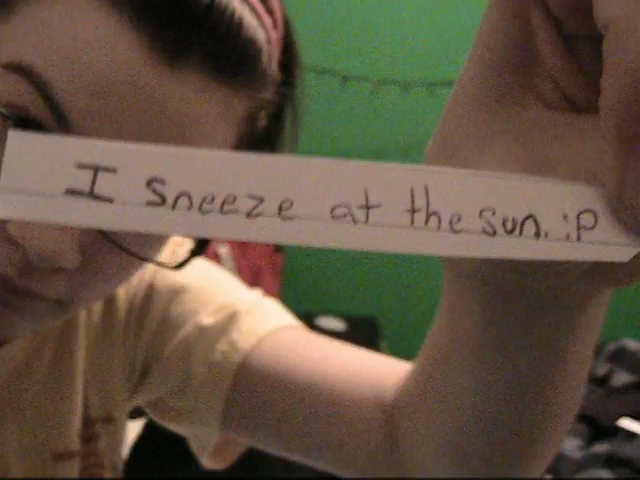 I sneeze at the sun. :P